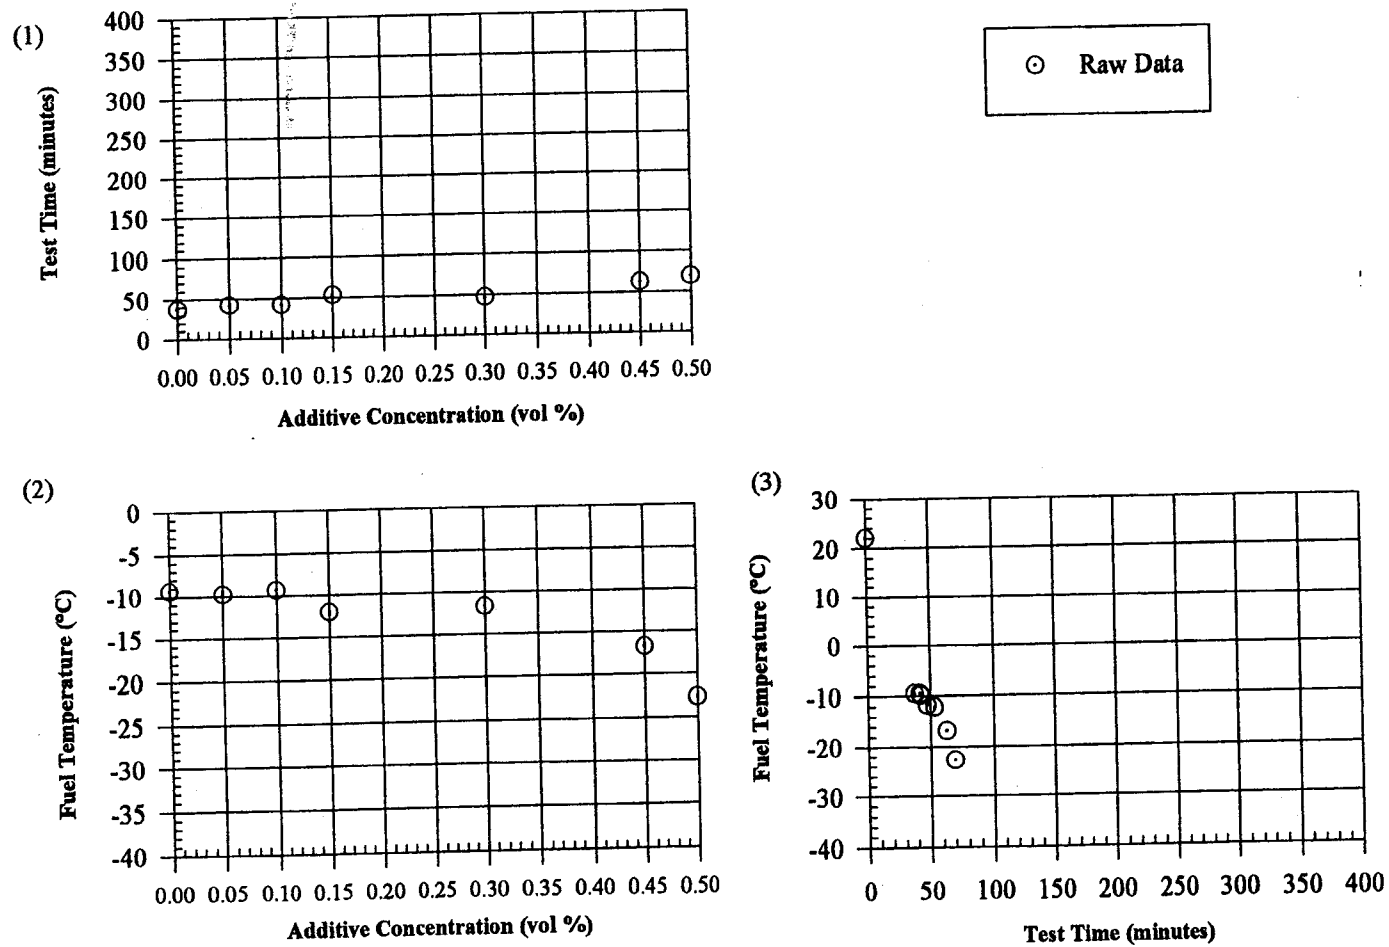 (1)
Test Time (minutes)
400
350
300
250
200
150
100
50
0
0.00 0.05 0.10 0.15 0.20 0.25 0.30 0.35 0.40 0.45 0.50
Additive Concentration (vol %)
Raw Data
(2)
Fuel Temperature (°C)
0
-5
-10
-15
-20
-25
-30
-35
-40
0.00 0.05 0.10 0.15 0.20 0.25 0.30 0.35 0.40 0.45 0.50
Additive Concentration (vol %)
(3)
Fuel Temperature (°C)
30
20
10
0
-10
-20
-30
-40
0 50 100 150 200 250 300 350 400
Test Time (minutes)